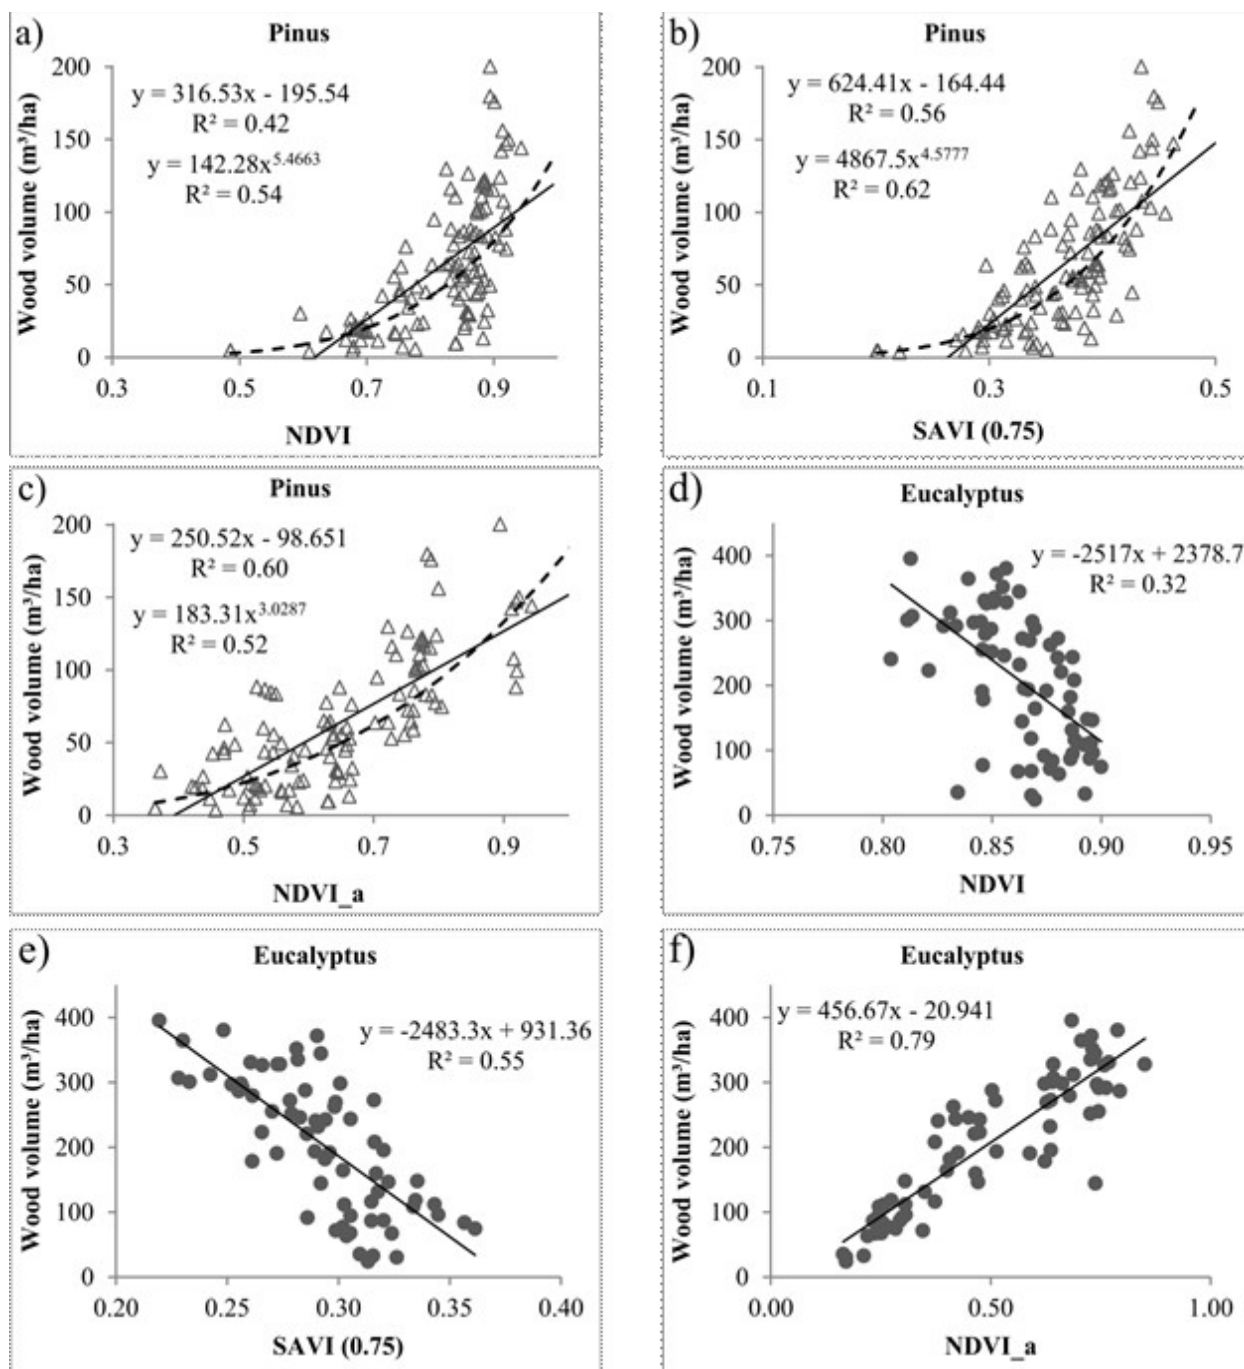 a)
Pinus
y = 316.53x - 195.54
R² = 0.42
y = 142.28x^5.4663
R² = 0.54
Wood volume (m³/ha)
200
150
100
50
0
0.3 0.5 0.7 0.9
NDVI
b)
Pinus
y = 624.41x - 164.44
R² = 0.56
y = 4867.5x^4.5777
R² = 0.62
Wood volume (m³/ha)
200
150
100
50
0
0.1 0.3 0.5
SAVI (0.75)
c)
Pinus
y = 250.52x - 98.651
R² = 0.60
y = 183.31x^3.0287
R² = 0.52
Wood volume (m³/ha)
200
150
100
50
0
0.3 0.5 0.7 0.9
NDVI_a
d)
Eucalyptus
y = -2517x + 2378.7
R² = 0.32
Wood volume (m³/ha)
400
300
200
100
0
0.75 0.80 0.85 0.90 0.95
NDVI
e)
Eucalyptus
y = -2483.3x + 931.36
R² = 0.55
Wood volume (m³/ha)
400
300
200
100
0
0.20 0.25 0.30 0.35 0.40
SAVI (0.75)
f)
Eucalyptus
y = 456.67x - 20.941
R² = 0.79
Wood volume (m³/ha)
400
300
200
100
0
0.00 0.50 1.00
NDVI_a